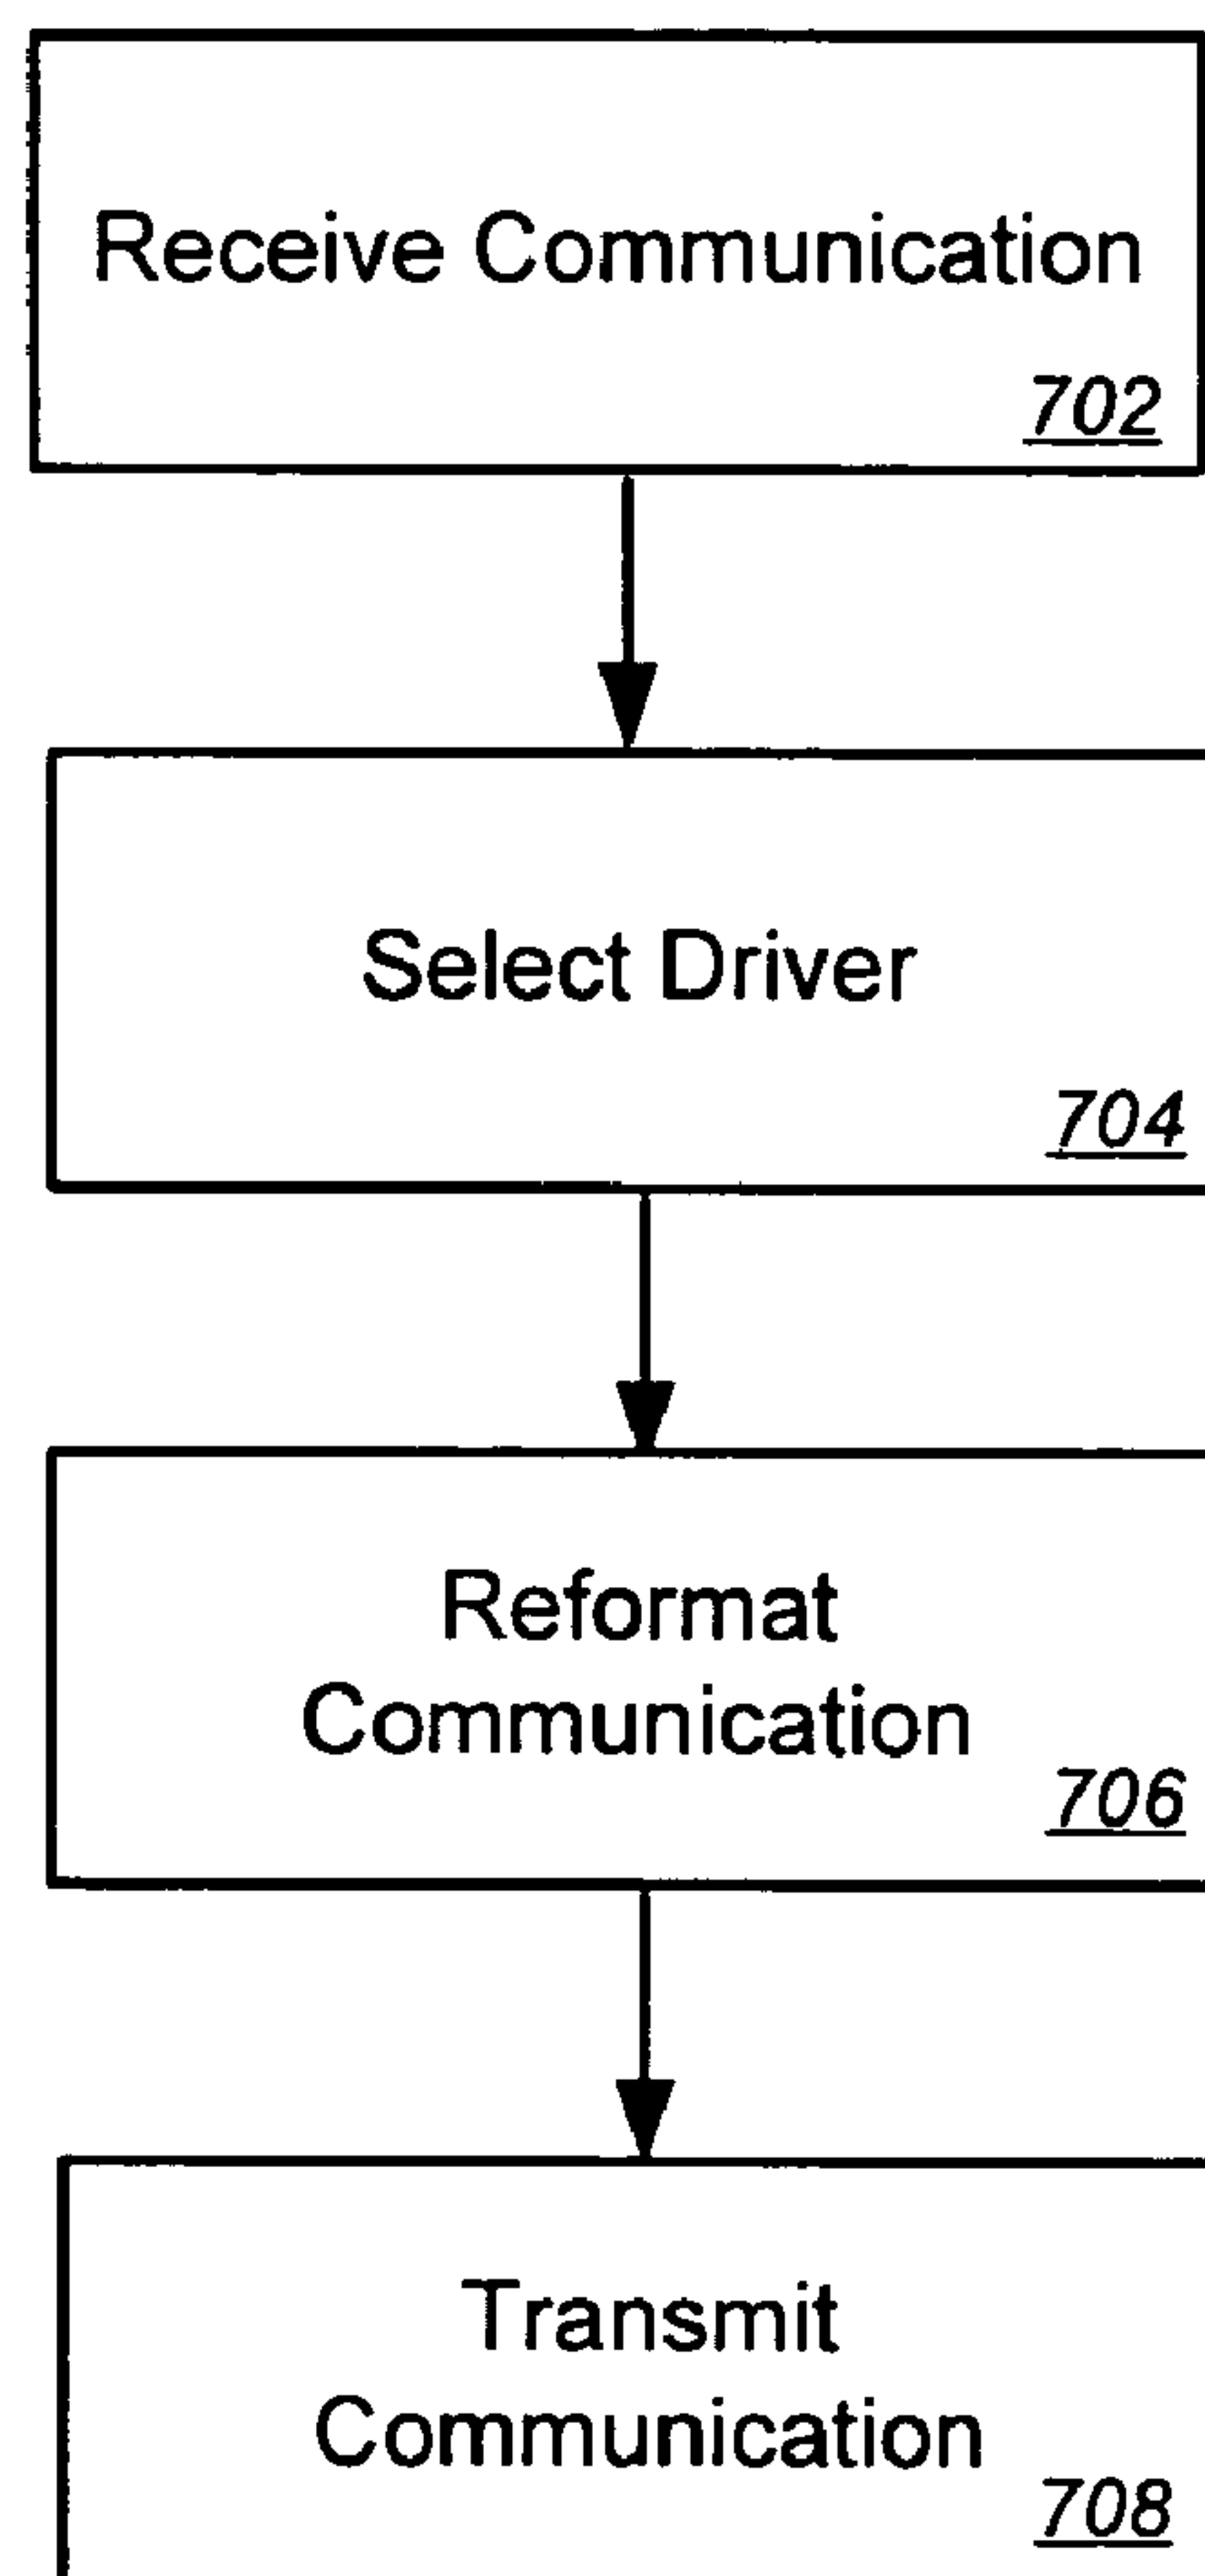 Receive Communication
702
Select Driver
704
Reformat
Communication
706
Transmit
Communication
708